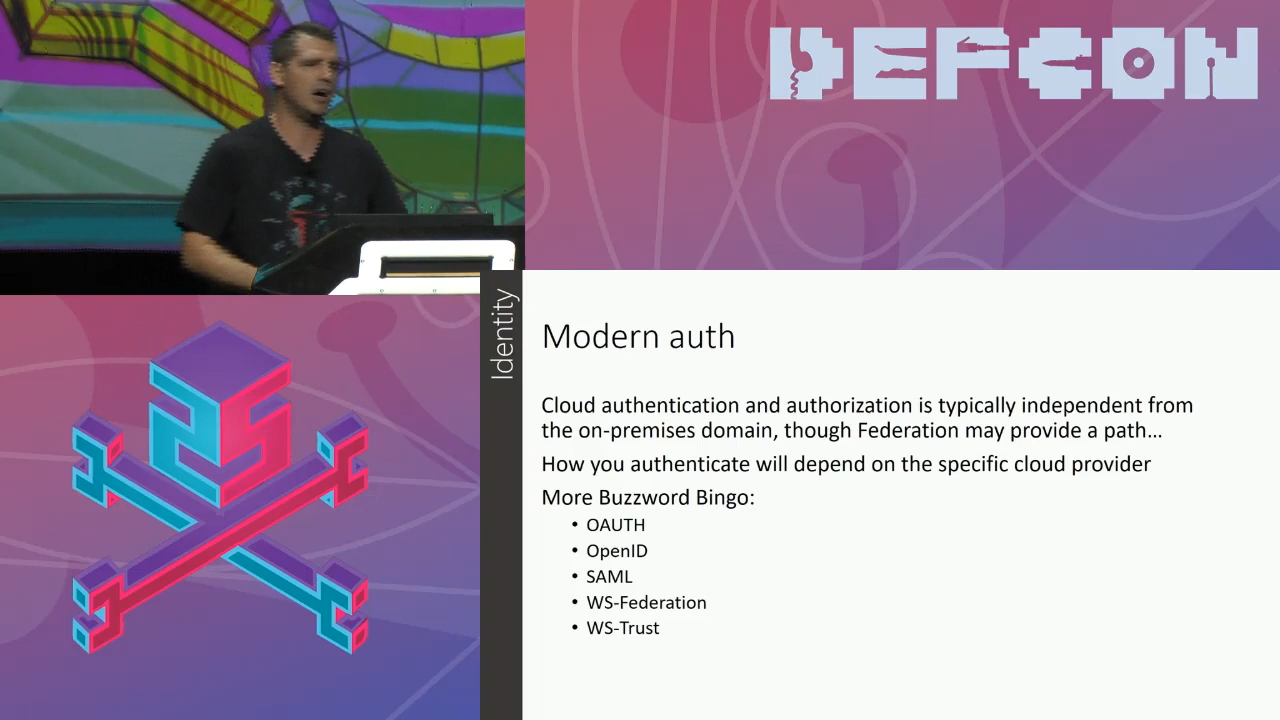 DEFCON
Identity
Modern auth
Cloud authentication and authorization is typically independent from
the on-premises domain, though Federation may provide a path…
How you authenticate will depend on the specific cloud provider
More Buzzword Bingo:
• OAUTH
• OpenID
• SAML
• WS-Federation
• WS-Trust